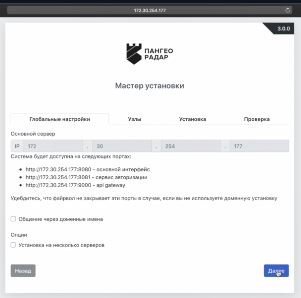 172.30.254.177
3.0.0
ПАНГЕО
РАДАР
Мастер установки
Глобальные настройки Узлы Установка Проверка
Основной сервер
IP 172 . 30 . 254 . 177
Система будет доступна на следующих портах:
http://172.30.254.177:8080 - основной интерфейс
http://172.30.254.177:8081 - сервис авторизации
http://172.30.254.177:9000 - api gateway
Убедитесь, что файрвол не закрывает эти порты в случае, если вы не используете доменную установку
Общение через доменные имена
Опции
Установка на несколько серверов
Назад Далее